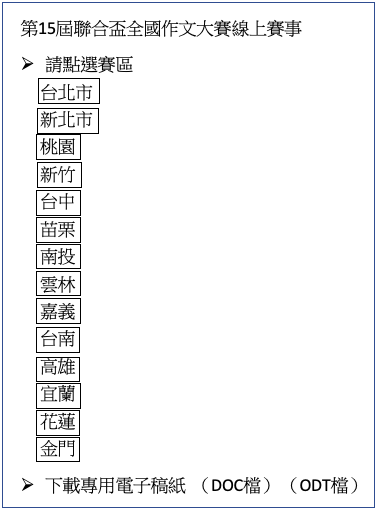 第15屆聯合盃全國作文大賽線上賽事
➢ 請點選賽區
台北市
新北市
桃園
新竹
台中
苗栗
南投
雲林
嘉義
台南
高雄
宜蘭
花蓮
金門
➢ 下載專用電子稿紙 （DOC檔）（ODT檔）